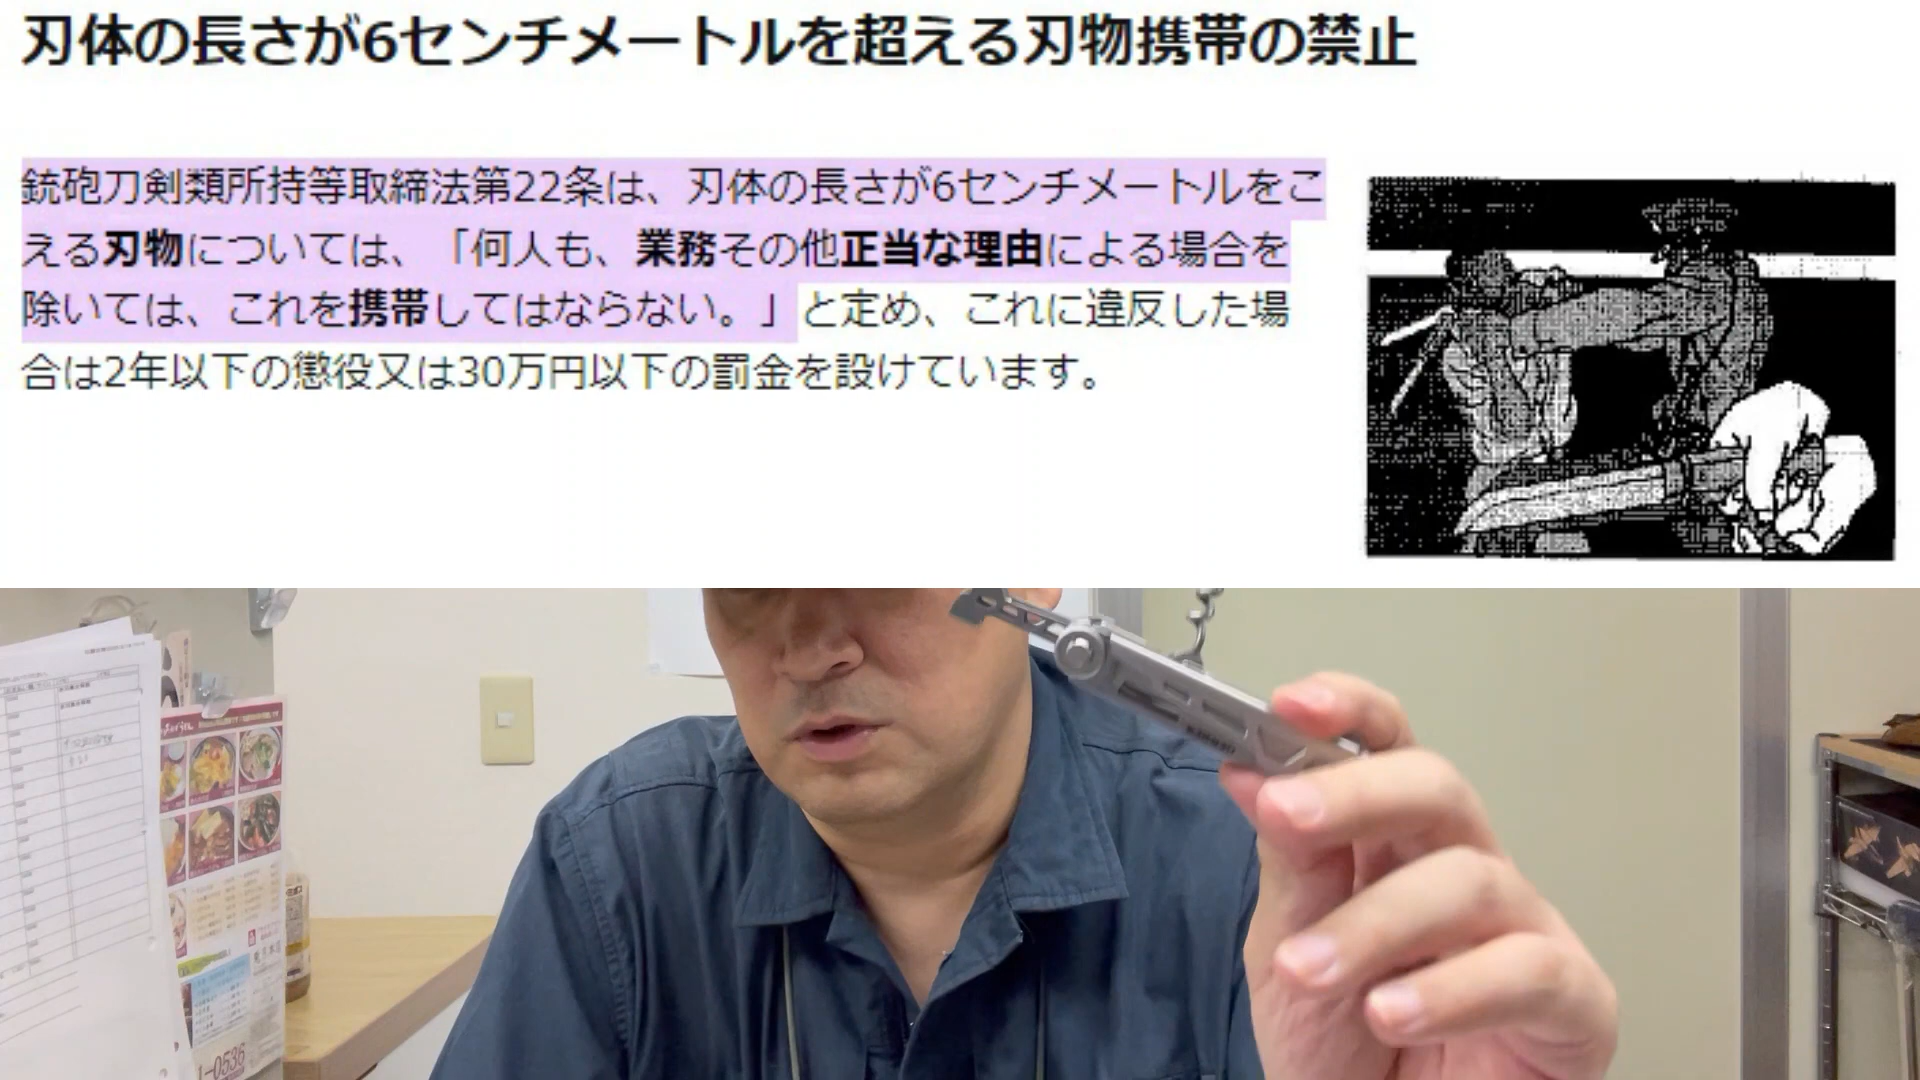 刃体の長さが6センチメートルを超える刃物携帯の禁止
銃砲刀剣類所持等取締法第22条は、刃体の長さが6センチメートルをこ
える刃物については、「何人も、業務その他正当な理由による場合を
除いては、これを携帯してはならない。」と定め、これに違反した場
合は2年以下の懲役又は30万円以下の罰金を設けています。
1-0536